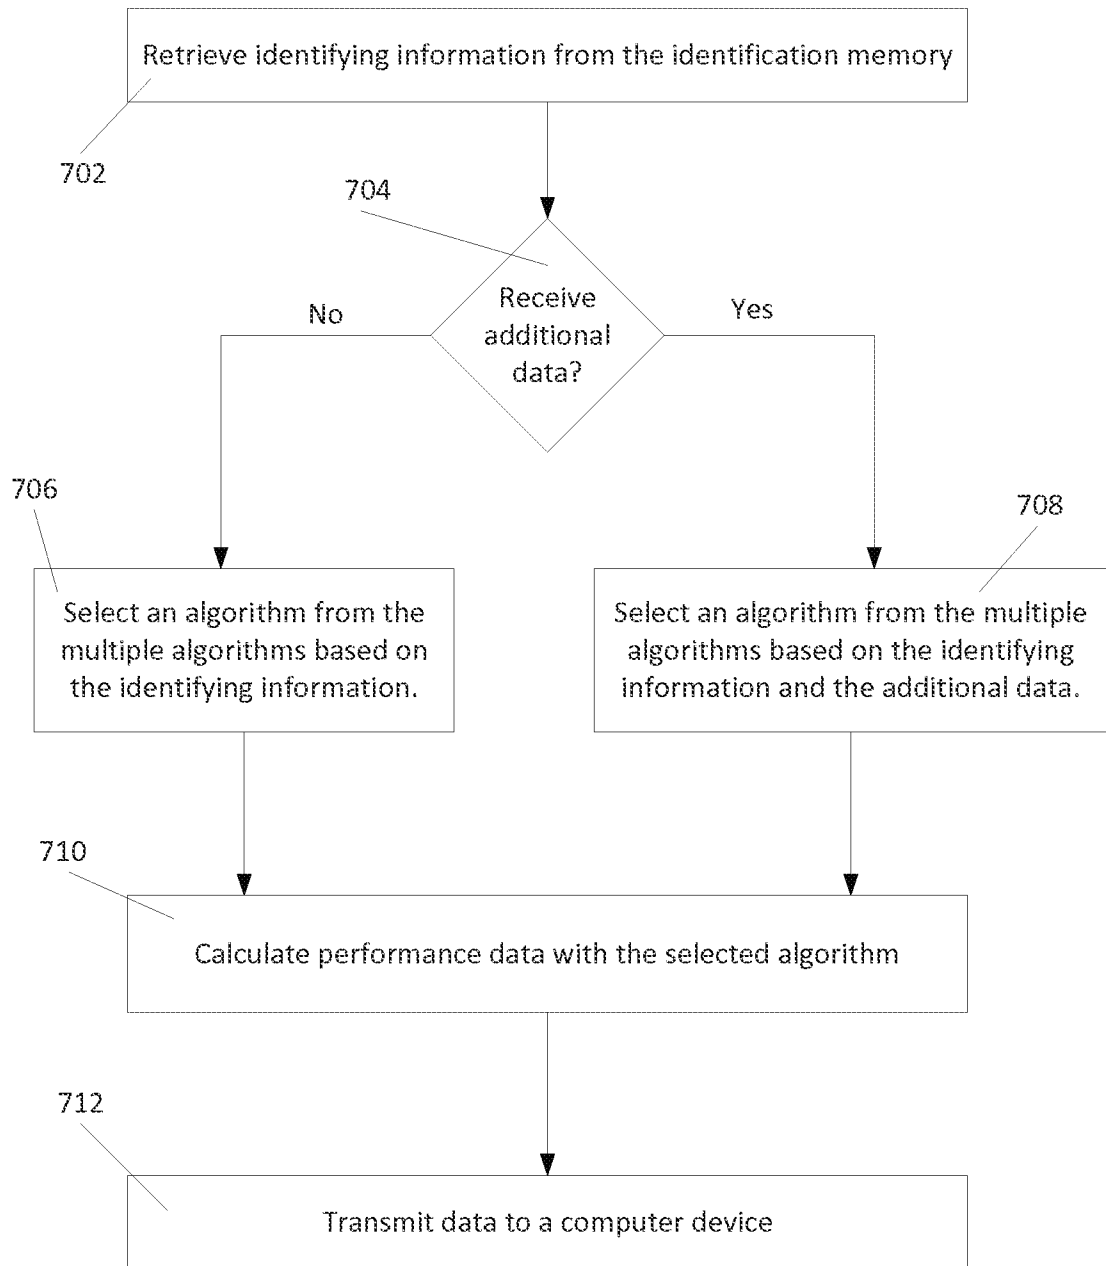 Retrieve identifying information from the identification memory
702
704
Receive
additional
data?
No
Yes
706
708
Select an algorithm from the
multiple algorithms based on
the identifying information.
Select an algorithm from the multiple
algorithms based on the identifying
information and the additional data.
710
Calculate performance data with the selected algorithm
712
Transmit data to a computer device